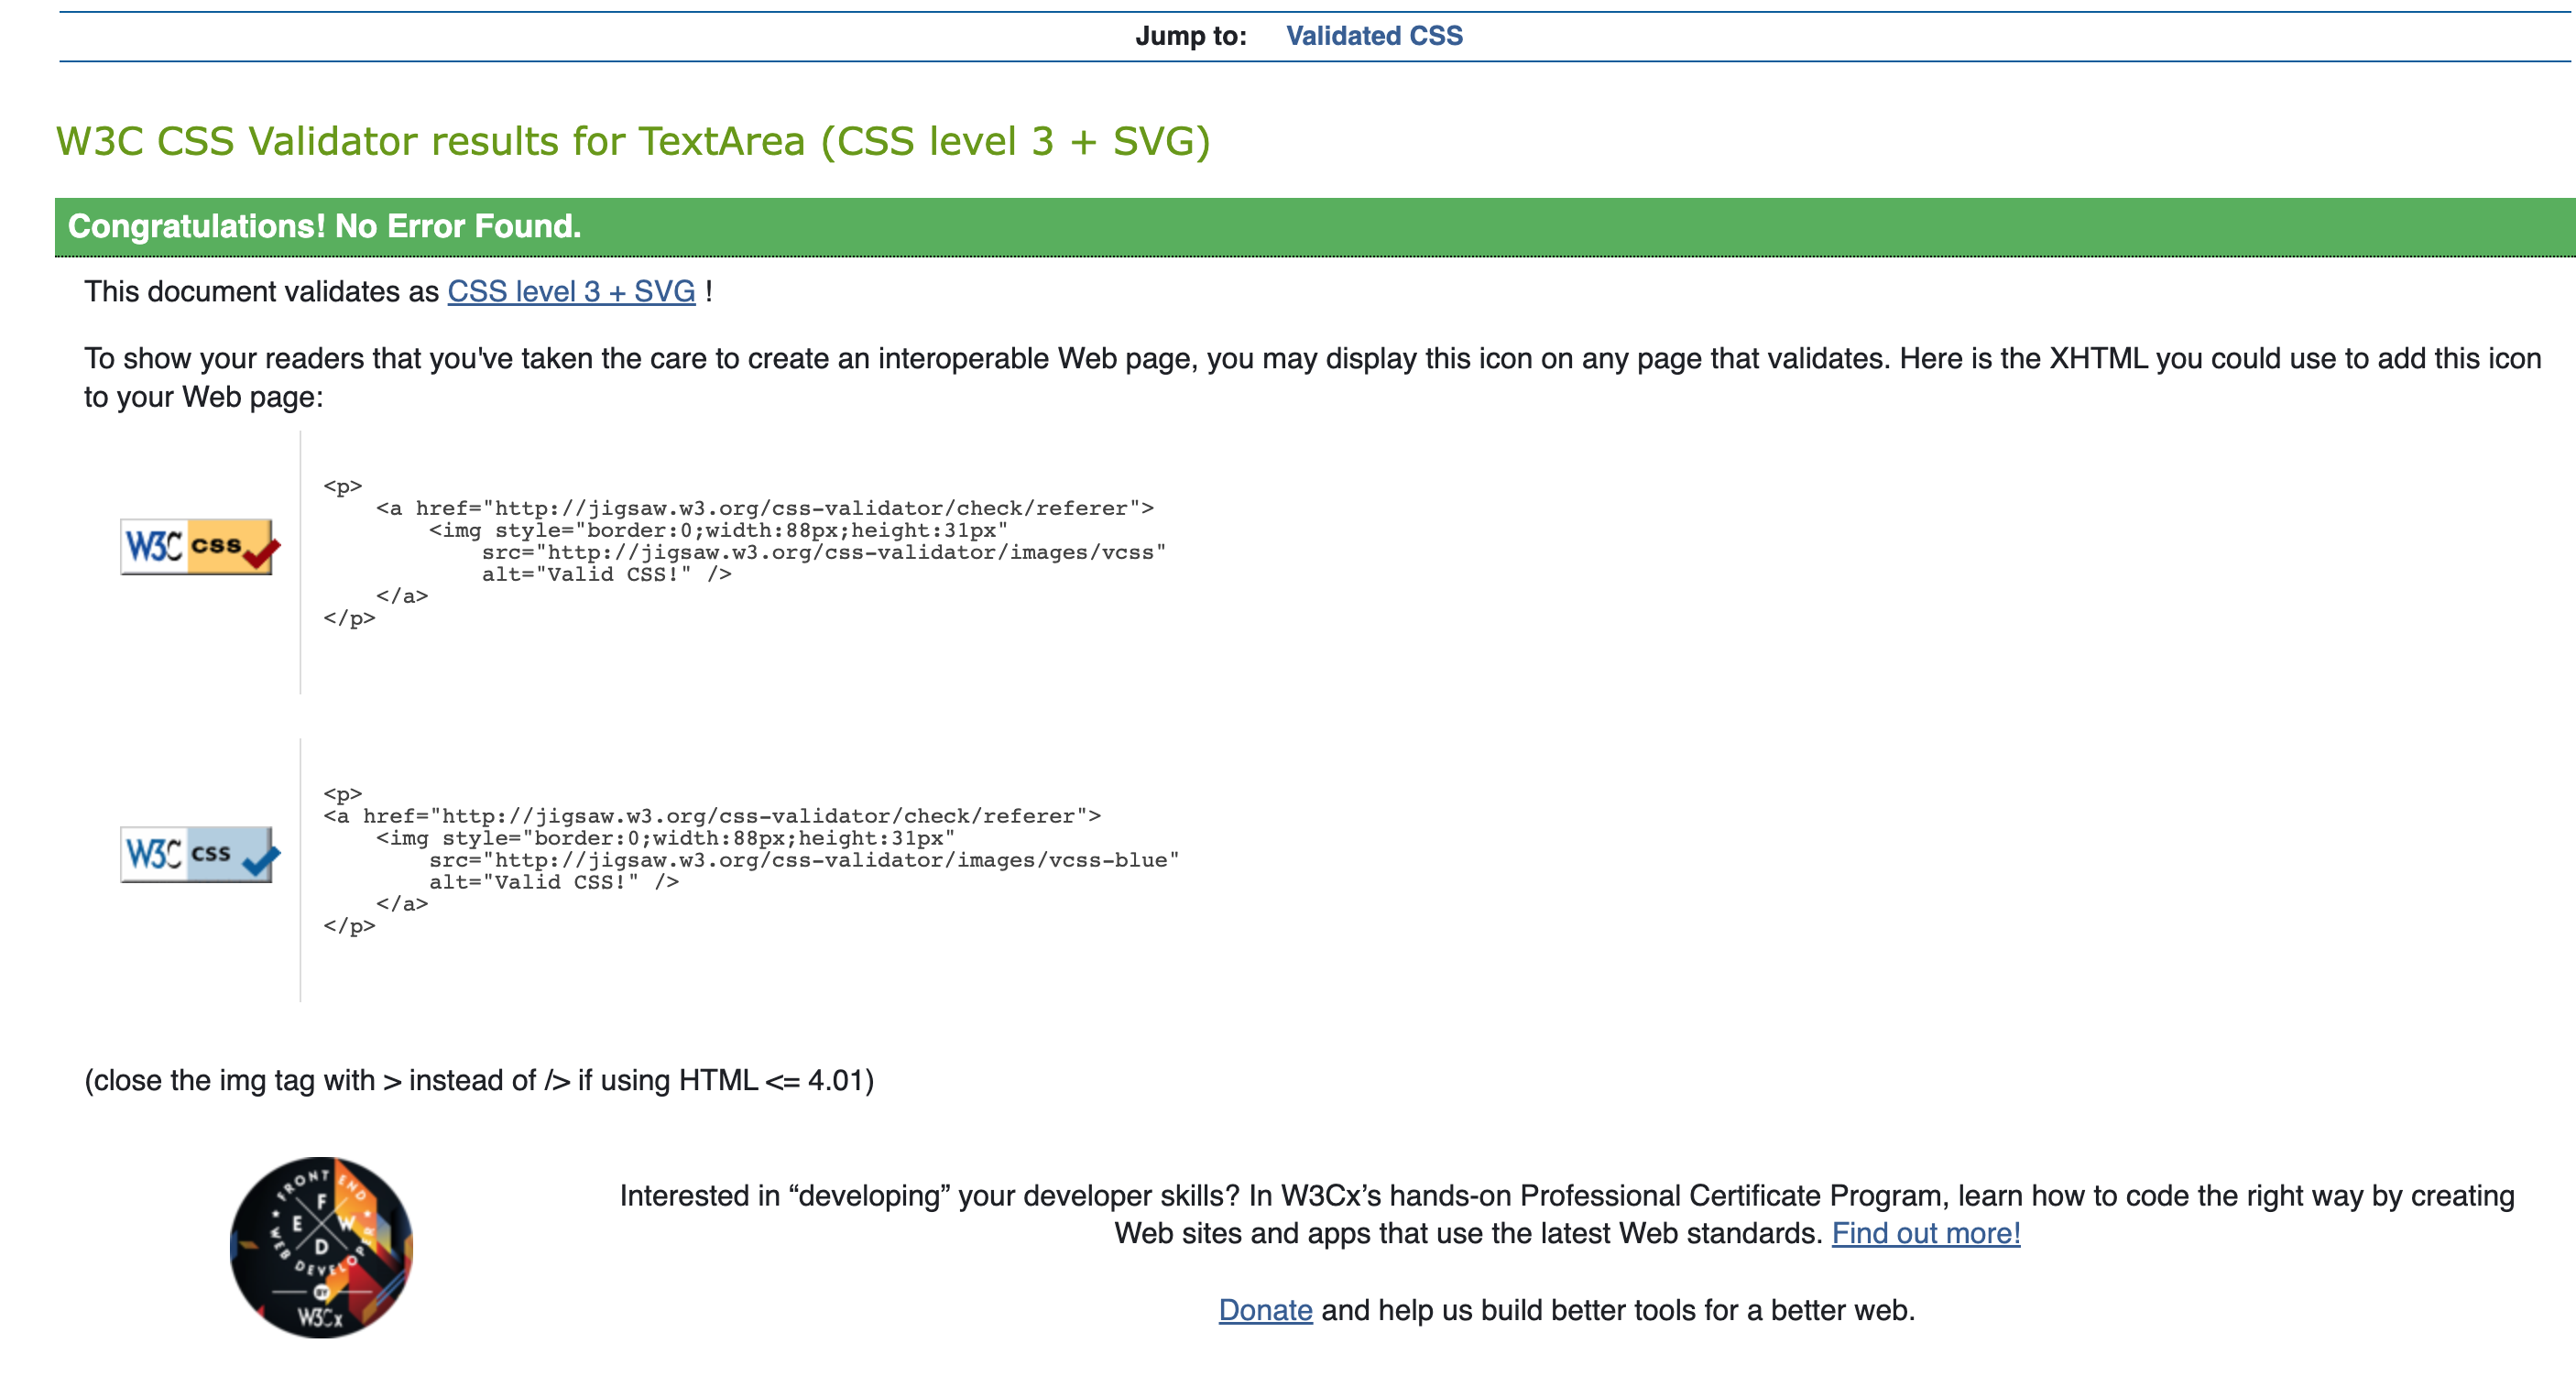 Jump to: Validated CSS
W3C CSS Validator results for TextArea (CSS level 3 + SVG)
Congratulations! No Error Found.
This document validates as CSS level 3 + SVG !
To show your readers that you've taken the care to create an interoperable Web page, you may display this icon on any page that validates. Here is the XHTML you could use to add this icon
to your Web page:
W3C css
<p>
    <a href="http://jigsaw.w3.org/css-validator/check/referer">
        <img style="border:0;width:88px;height:31px"
            src="http://jigsaw.w3.org/css-validator/images/vcss"
            alt="Valid CSS!" />
    </a>
</p>
W3C css
<p>
<a href="http://jigsaw.w3.org/css-validator/check/referer">
    <img style="border:0;width:88px;height:31px"
        src="http://jigsaw.w3.org/css-validator/images/vcss-blue"
        alt="Valid CSS!" />
    </a>
</p>
(close the img tag with > instead of /> if using HTML <= 4.01)
FRONT END
WEB DEVELOPER
F
E W
D
BY
W3Cx
Interested in “developing” your developer skills? In W3Cx’s hands-on Professional Certificate Program, learn how to code the right way by creating
Web sites and apps that use the latest Web standards. Find out more!
Donate and help us build better tools for a better web.